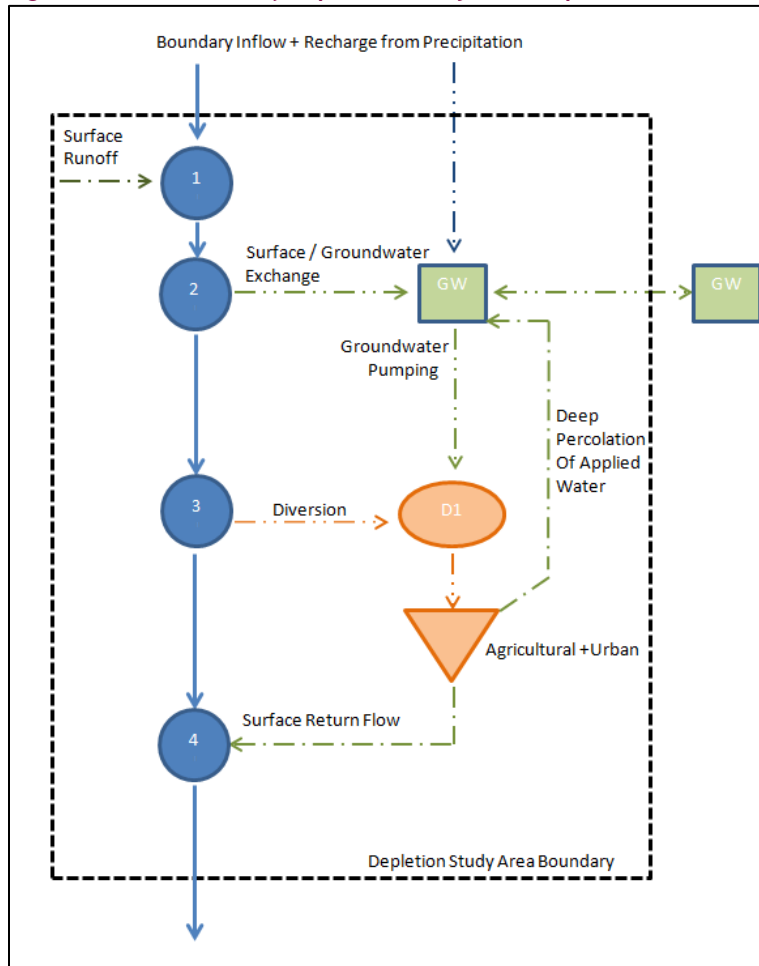 Boundary Inflow + Recharge from Precipitation
Surface
Runoff
1
Surface / Groundwater
Exchange
2
GW
GW
Groundwater
Pumping
Deep
Percolation
Of Applied
Water
3
Diversion
D1
Agricultural +Urban
Surface Return Flow
4
Depletion Study Area Boundary